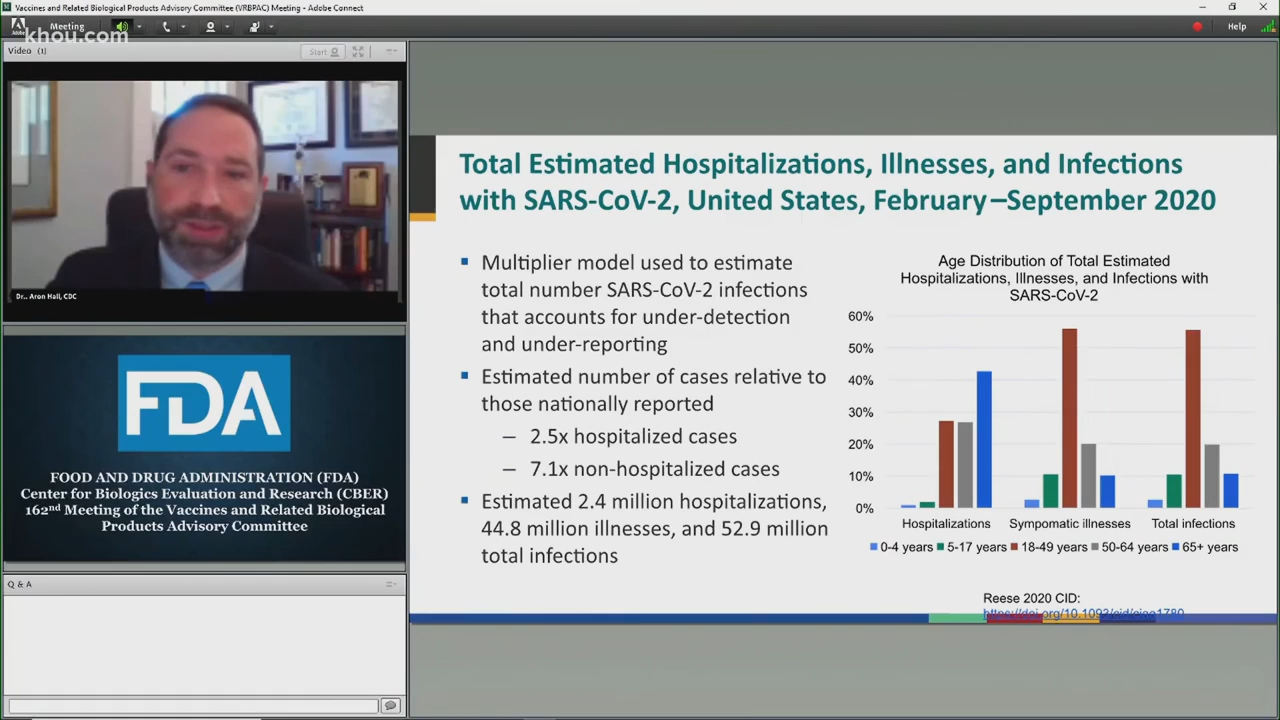 Vaccines and Related Biological Products Advisory Committee (VRBPAC) Meeting - Adobe Connect
Meeting
Help
khou.com
Video (1)
Start
Dr.. Aron Hall, CDC
FDA
FOOD AND DRUG ADMINISTRATION (FDA)
Center for Biologics Evaluation and Research (CBER)
162nd Meeting of the Vaccines and Related Biological
Products Advisory Committee
Q & A
Total Estimated Hospitalizations, Illnesses, and Infections
with SARS-CoV-2, United States, February–September 2020
Multiplier model used to estimate
total number SARS-CoV-2 infections
that accounts for under-detection
and under-reporting
Estimated number of cases relative to
those nationally reported
– 2.5x hospitalized cases
– 7.1x non-hospitalized cases
Estimated 2.4 million hospitalizations,
44.8 million illnesses, and 52.9 million
total infections
Age Distribution of Total Estimated
Hospitalizations, Illnesses, and Infections with
SARS-CoV-2
60%
50%
40%
30%
20%
10%
0%
Hospitalizations Sympomatic illnesses Total infections
0-4 years 5-17 years 18-49 years 50-64 years 65+ years
Reese 2020 CID:
https://doi.org/10.1093/cid/ciaa1780